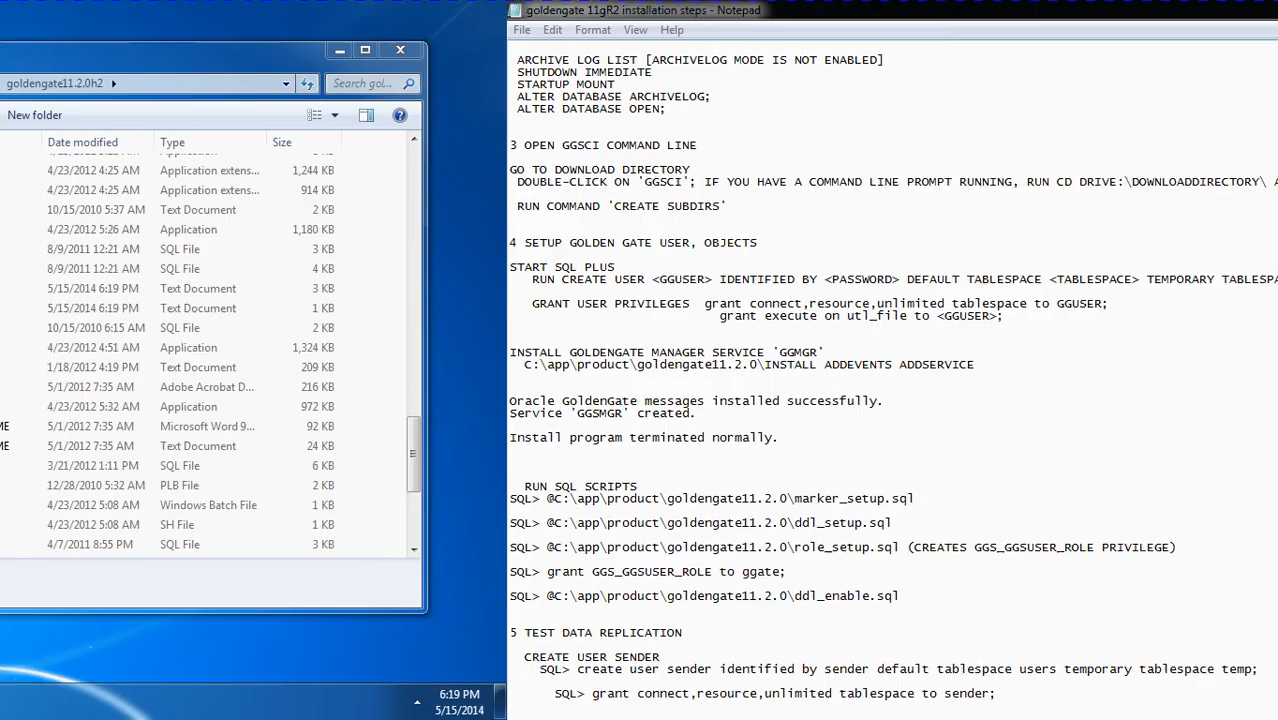 goldengate 11gR2 installation steps - Notepad
File Edit Format View Help
goldengate11.2.0h2
Search gol...
New folder
Date modified Type Size
4/23/2012 4:25 AM Application extens... 1,244 KB
4/23/2012 4:25 AM Application extens... 914 KB
10/15/2010 5:37 AM Text Document 2 KB
4/23/2012 5:26 AM Application 1,180 KB
8/9/2011 12:21 AM SQL File 3 KB
8/9/2011 12:21 AM SQL File 4 KB
5/15/2014 6:19 PM Text Document 3 KB
5/15/2014 6:19 PM Text Document 1 KB
10/15/2010 6:15 AM SQL File 2 KB
4/23/2012 4:51 AM Application 1,324 KB
1/18/2012 4:19 PM Text Document 209 KB
5/1/2012 7:35 AM Adobe Acrobat D... 216 KB
4/23/2012 5:32 AM Application 972 KB
ME 5/1/2012 7:35 AM Microsoft Word 9... 92 KB
ME 5/1/2012 7:35 AM Text Document 24 KB
3/21/2012 1:11 PM SQL File 6 KB
12/28/2010 5:32 AM PLB File 2 KB
4/23/2012 5:08 AM Windows Batch File 1 KB
4/23/2012 5:08 AM SH File 1 KB
4/7/2011 8:55 PM SQL File 3 KB
6:19 PM
5/15/2014
ARCHIVE LOG LIST [ARCHIVELOG MODE IS NOT ENABLED]
SHUTDOWN IMMEDIATE
STARTUP MOUNT
ALTER DATABASE ARCHIVELOG;
ALTER DATABASE OPEN;
3 OPEN GGSCI COMMAND LINE
GO TO DOWNLOAD DIRECTORY
DOUBLE-CLICK ON 'GGSCI'; IF YOU HAVE A COMMAND LINE PROMPT RUNNING, RUN CD DRIVE:\DOWNLOADDIRECTORY\ A
RUN COMMAND 'CREATE SUBDIRS'
4 SETUP GOLDEN GATE USER, OBJECTS
START SQL PLUS
RUN CREATE USER <GGUSER> IDENTIFIED BY <PASSWORD> DEFAULT TABLESPACE <TABLESPACE> TEMPORARY TABLESPA
GRANT USER PRIVILEGES grant connect,resource,unlimited tablespace to GGUSER;
grant execute on utl_file to <GGUSER>;
INSTALL GOLDENGATE MANAGER SERVICE 'GGMGR'
C:\app\product\goldengate11.2.0\INSTALL ADDEVENTS ADDSERVICE
Oracle GoldenGate messages installed successfully.
Service 'GGSMGR' created.
Install program terminated normally.
RUN SQL SCRIPTS
SQL> @C:\app\product\goldengate11.2.0\marker_setup.sql
SQL> @C:\app\product\goldengate11.2.0\ddl_setup.sql
SQL> @C:\app\product\goldengate11.2.0\role_setup.sql (CREATES GGS_GGSUSER_ROLE PRIVILEGE)
SQL> grant GGS_GGSUSER_ROLE to ggate;
SQL> @C:\app\product\goldengate11.2.0\ddl_enable.sql
5 TEST DATA REPLICATION
CREATE USER SENDER
SQL> create user sender identified by sender default tablespace users temporary tablespace temp;
SQL> grant connect,resource,unlimited tablespace to sender;